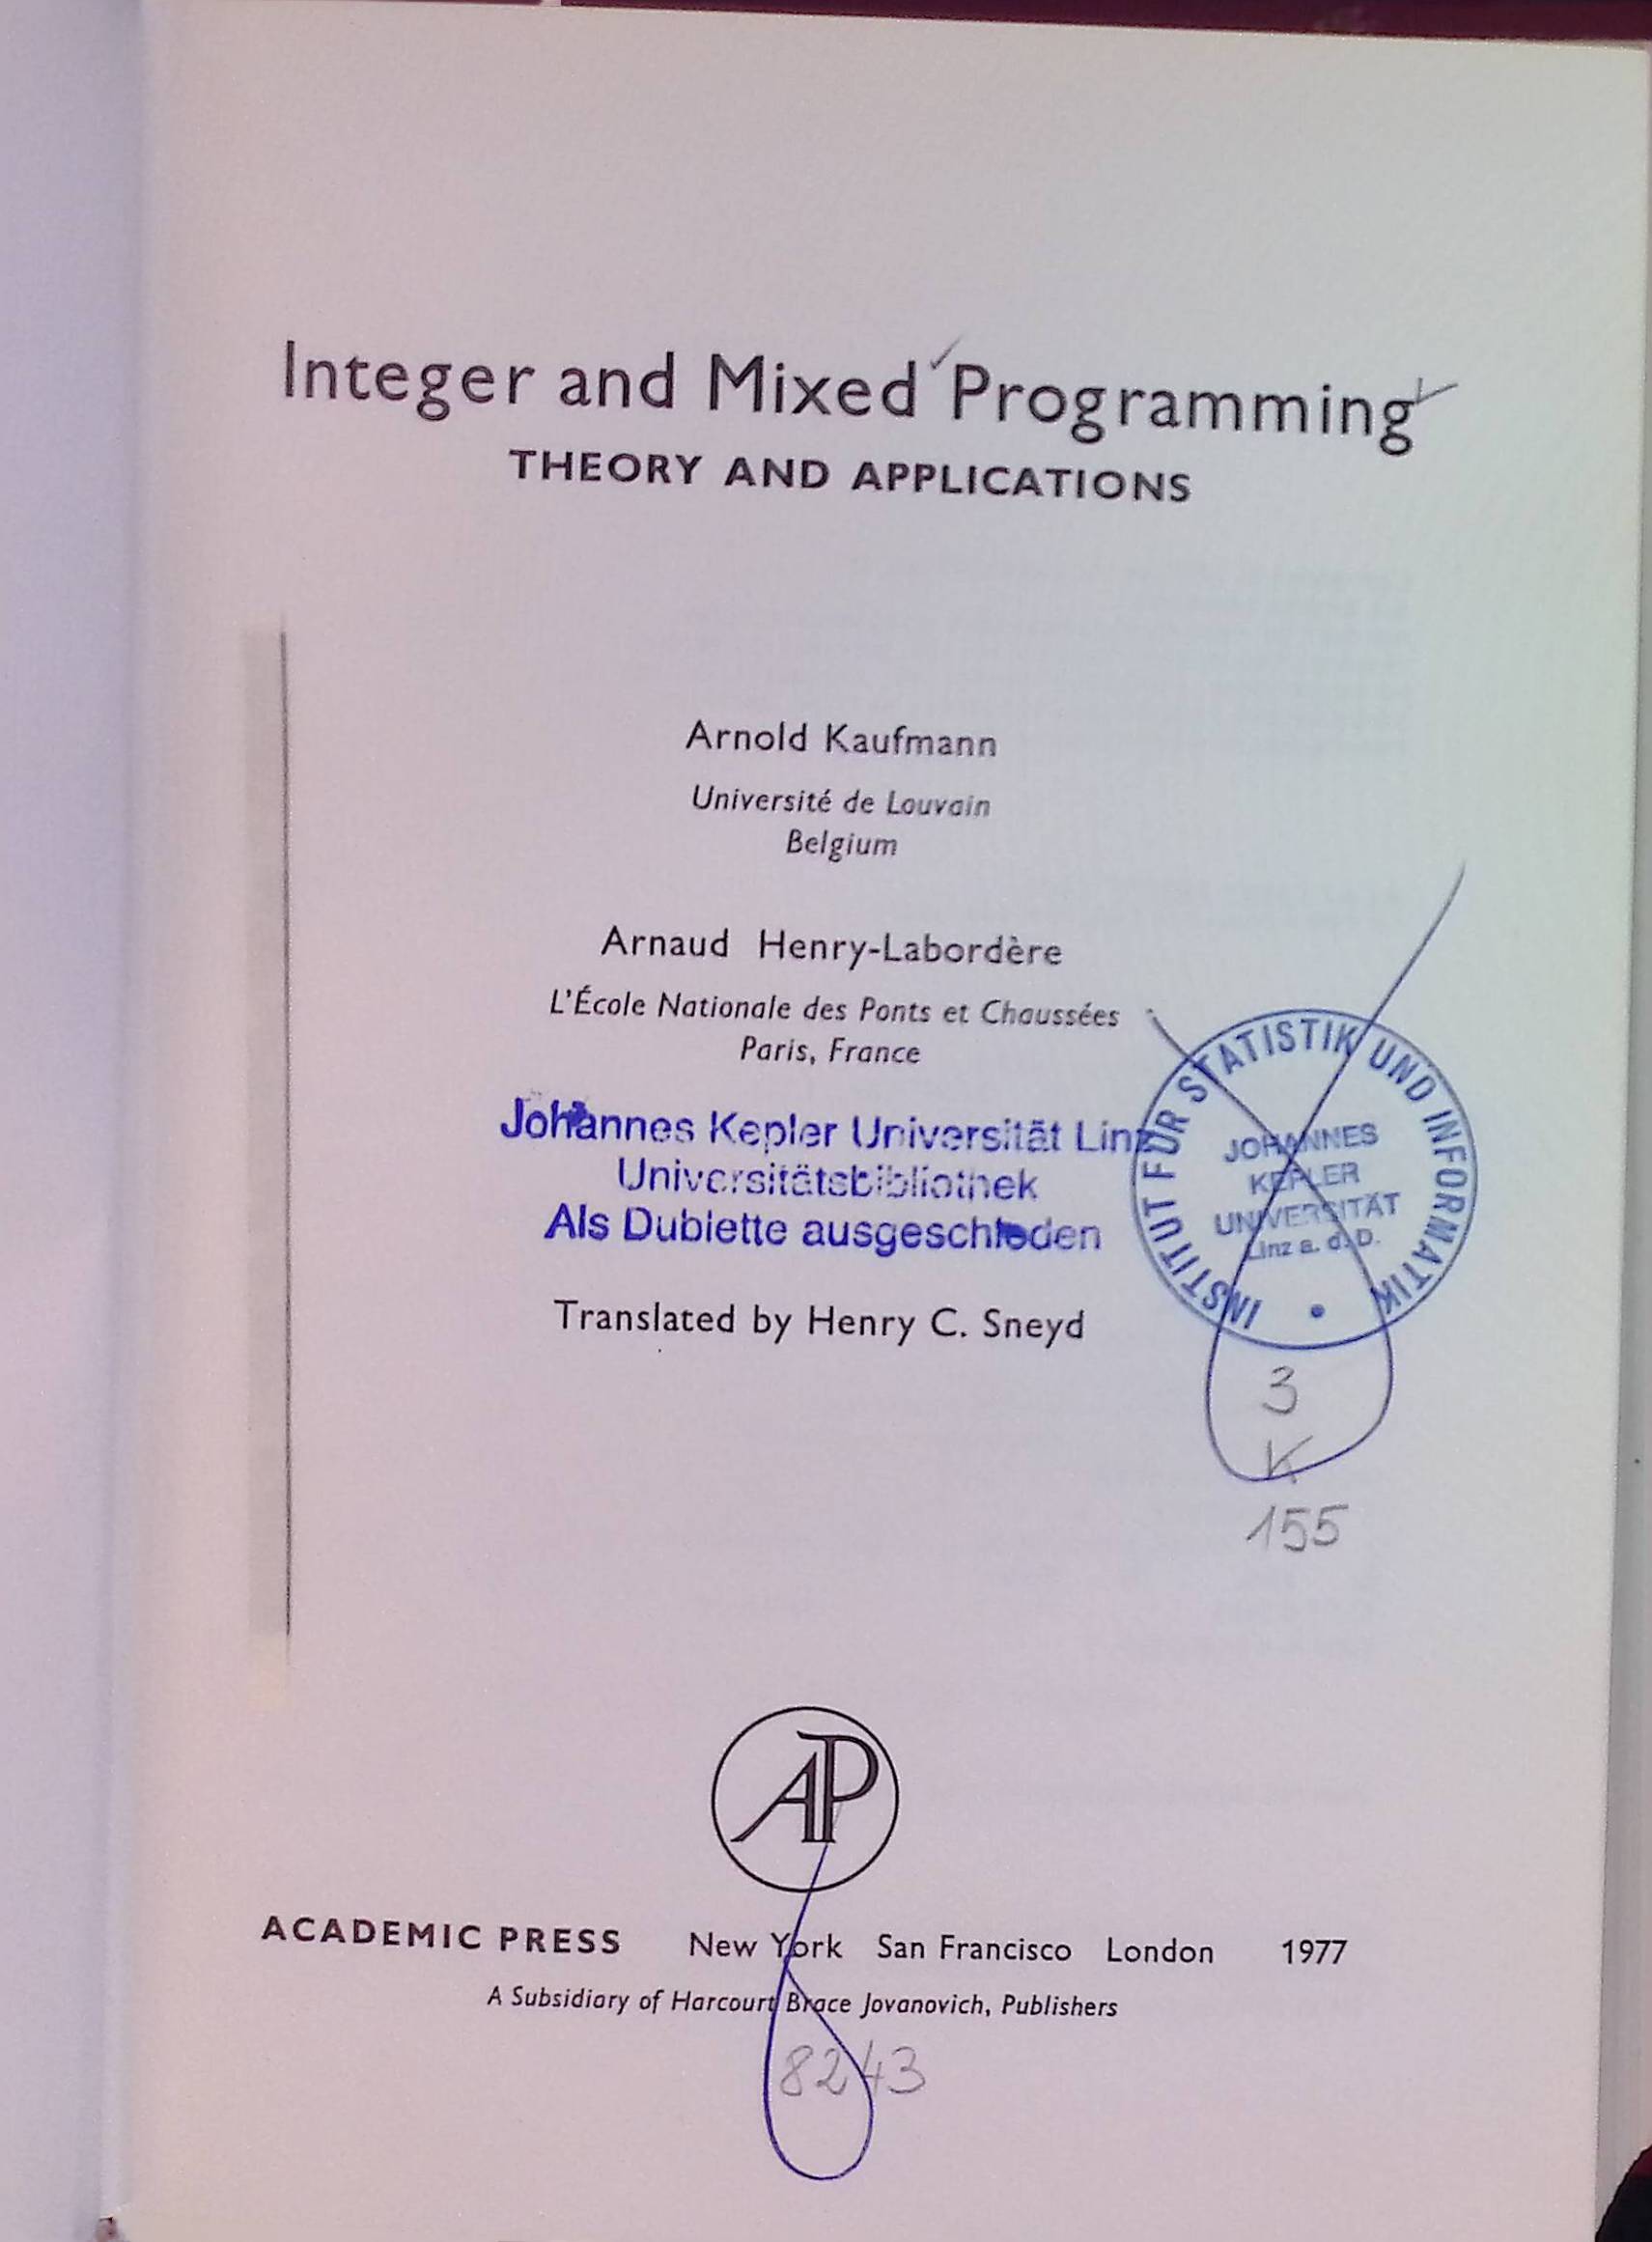 Integer and Mixed Programming
THEORY AND APPLICATIONS
Arnold Kaufmann
Université de Louvain
Belgium
Arnaud Henry-Labordère
L'École Nationale des Ponts et Chaussées
Paris, France
Johannes Kepler Universität Linz
Universitätsbibliothek
Als Dublette ausgeschieden
INSTITUT FÜR STATISTIK UND INFORMATIK
JOHANNES
KEPLER
UNIVERSITÄT
Linz a. d. D.
Translated by Henry C. Sneyd
3
K
155
AP
ACADEMIC PRESS New York San Francisco London 1977
A Subsidiary of Harcourt Brace Jovanovich, Publishers
8243